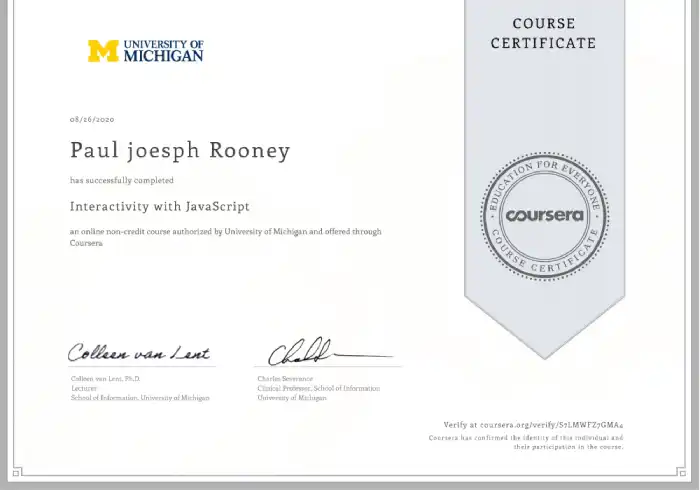 COURSE
CERTIFICATE
M UNIVERSITY OF
MICHIGAN
08/26/2020
Paul joesph Rooney
has successfully completed
Interactivity with JavaScript
an online non-credit course authorized by University of Michigan and offered through
Coursera
EDUCATION FOR EVERYONE
coursera
COURSE CERTIFICATE
Colleen van Lent
Colleen van Lent, Ph.D.
Lecturer
School of Information, University of Michigan
Charles Severance
Clinical Professor, School of Information
University of Michigan
Verify at coursera.org/verify/S7LMWFZ7GMA4
Coursera has confirmed the identity of this individual and
their participation in the course.